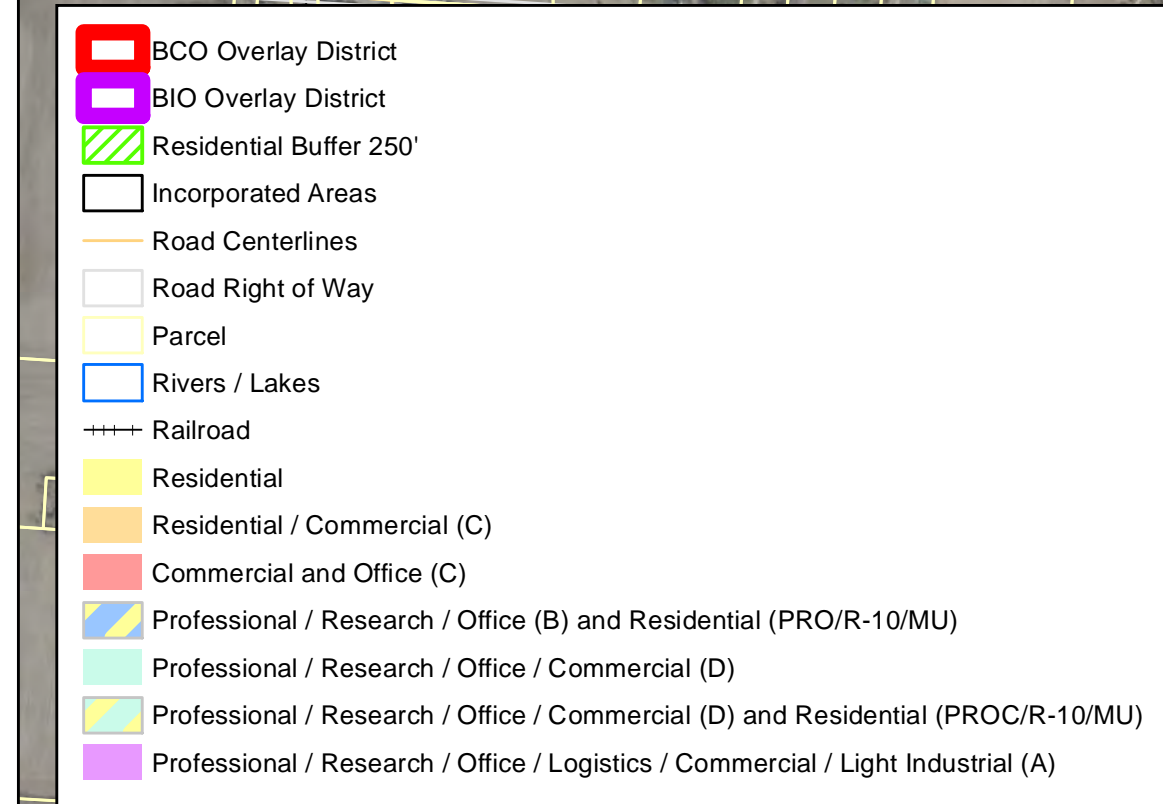 BCO Overlay District
BIO Overlay District
Residential Buffer 250'
Incorporated Areas
Road Centerlines
Road Right of Way
Parcel
Rivers / Lakes
Railroad
Residential
Residential / Commercial (C)
Commercial and Office (C)
Professional / Research / Office (B) and Residential (PRO/R-10/MU)
Professional / Research / Office / Commercial (D)
Professional / Research / Office / Commercial (D) and Residential (PROC/R-10/MU)
Professional / Research / Office / Logistics / Commercial / Light Industrial (A)